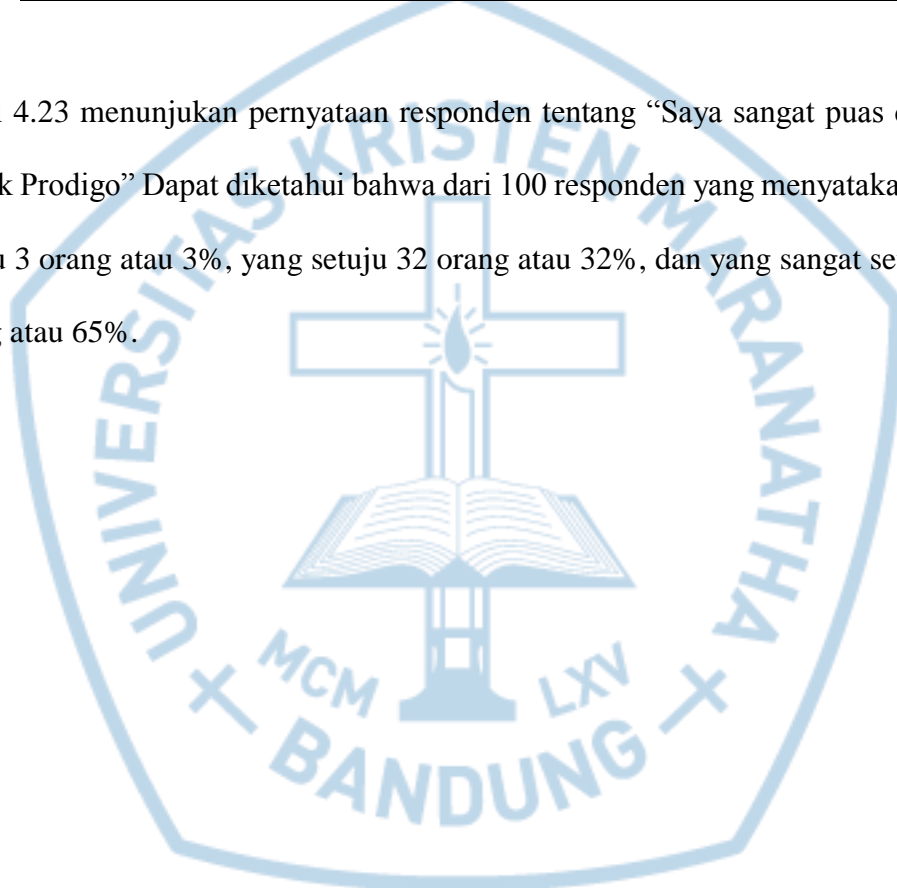 4.23 menunjukan pernyataan responden tentang “Saya sangat puas
Prodigo” Dapat diketahui bahwa dari 100 responden yang
3 orang atau 3%, yang setuju 32 orang atau 32%, dan yang sangat
atau 65%.
UNIVERSITAS KRISTEN MARANATHA
MCM LXV
BANDUNG